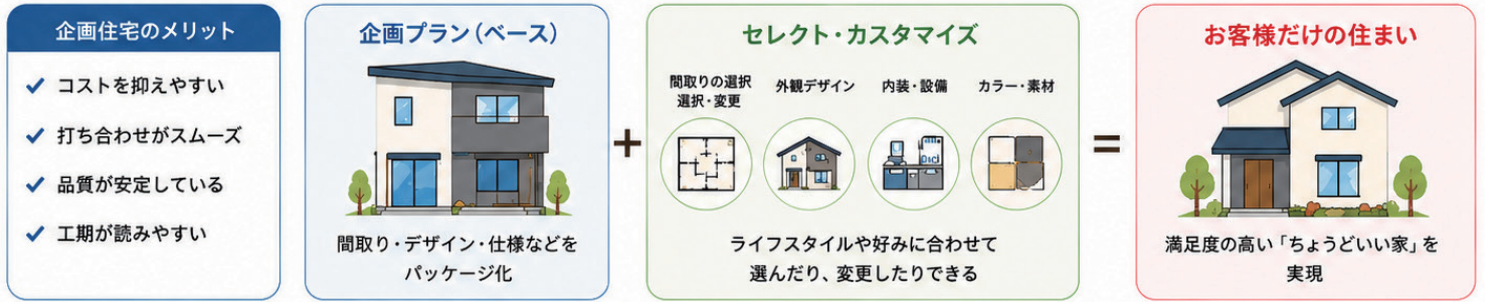 企画住宅のメリット
コストを抑えやすい
打ち合わせがスムーズ
品質が安定している
工期が読みやすい
企画プラン（ベース）
間取り・デザイン・仕様などを
パッケージ化
+
セレクト・カスタマイズ
間取りの選択
選択・変更
外観デザイン
内装・設備
カラー・素材
ライフスタイルや好みに合わせて
選んだり、変更したりできる
=
お客様だけの住まい
満足度の高い「ちょうどいい家」を
実現